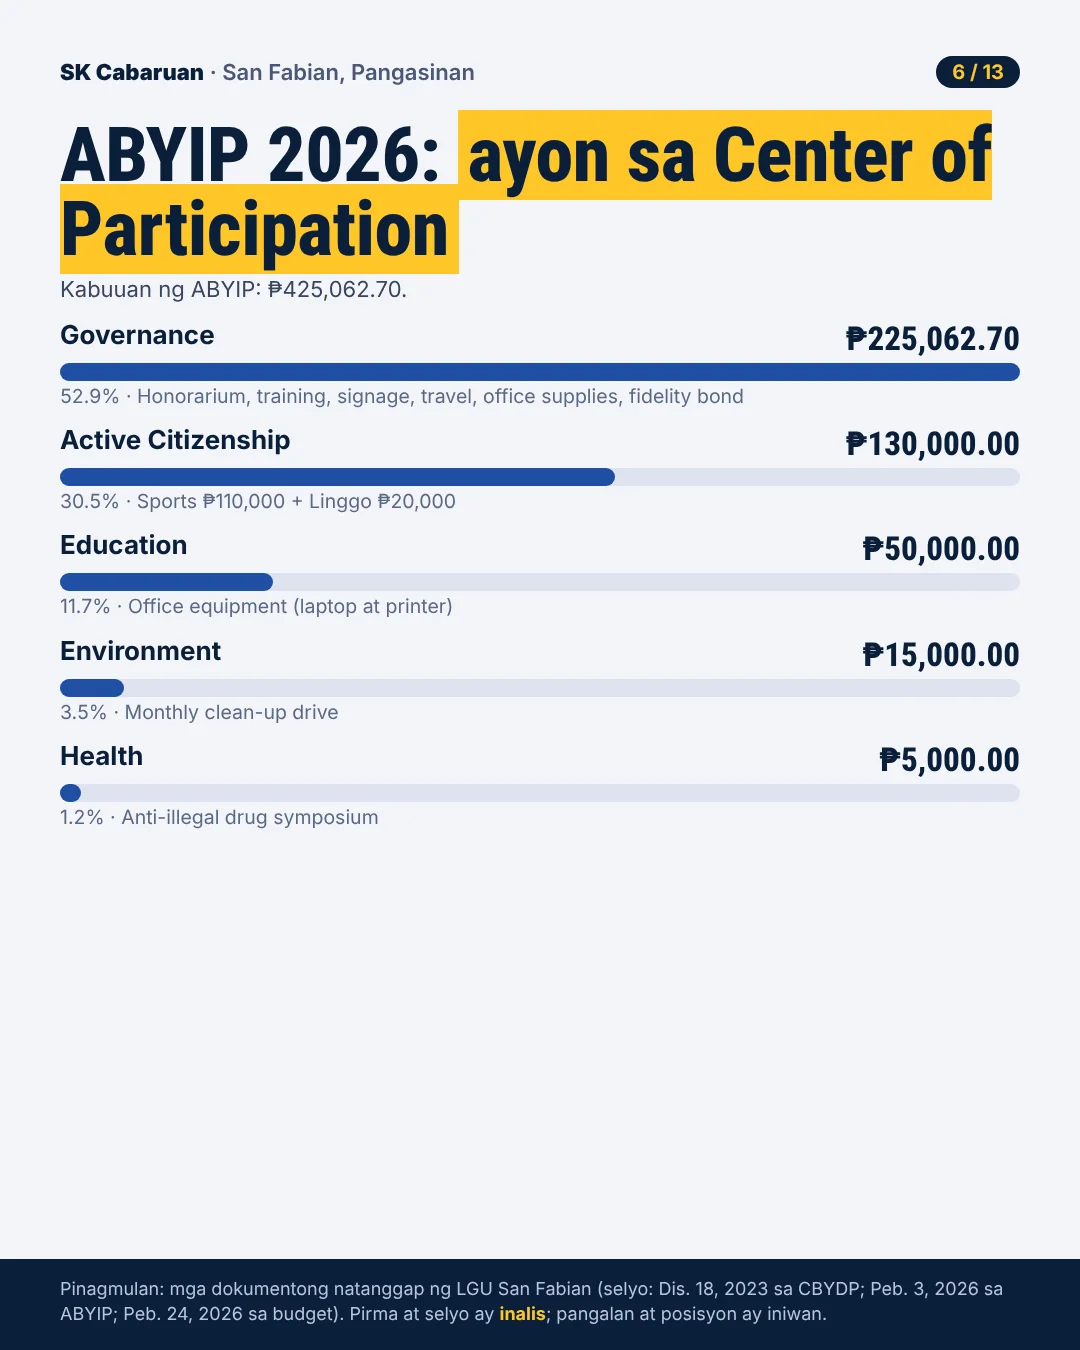 SK Cabaruan · San Fabian, Pangasinan
6 / 13
ABYIP 2026: ayon sa Center of
Participation
Kabuuan ng ABYIP: ₱425,062.70.
Governance
₱225,062.70
52.9% · Honorarium, training, signage, travel, office supplies, fidelity bond
Active Citizenship
₱130,000.00
30.5% · Sports ₱110,000 + Linggo ₱20,000
Education
₱50,000.00
11.7% · Office equipment (laptop at printer)
Environment
₱15,000.00
3.5% · Monthly clean-up drive
Health
₱5,000.00
1.2% · Anti-illegal drug symposium
Pinagmulan: mga dokumentong natanggap ng LGU San Fabian (selyo: Dis. 18, 2023 sa CBYDP; Peb. 3, 2026 sa
ABYIP; Peb. 24, 2026 sa budget). Pirma at selyo ay inalis; pangalan at posisyon ay iniwan.